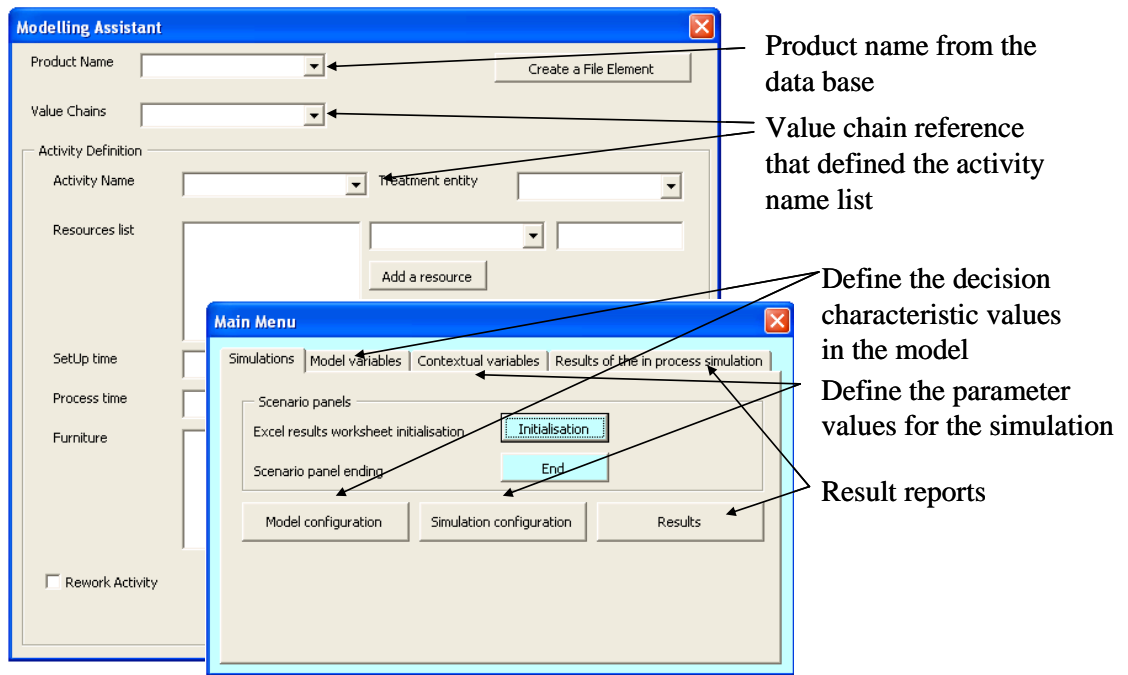 Modelling Assistant
Product Name
Create a File Element
Value Chains
Activity Definition
Activity Name
Treatment entity
Resources list
Add a resource
SetUp time
Process time
Furniture
Rework Activity
Main Menu
Simulations
Model variables
Contextual variables
Results of the in process simulation
Scenario panels
Excel results worksheet initialisation
Initialisation
Scenario panel ending
End
Model configuration
Simulation configuration
Results
Product name from the
data base
Value chain reference
that defined the activity
name list
Define the decision
characteristic values
in the model
Define the parameter
values for the simulation
Result reports